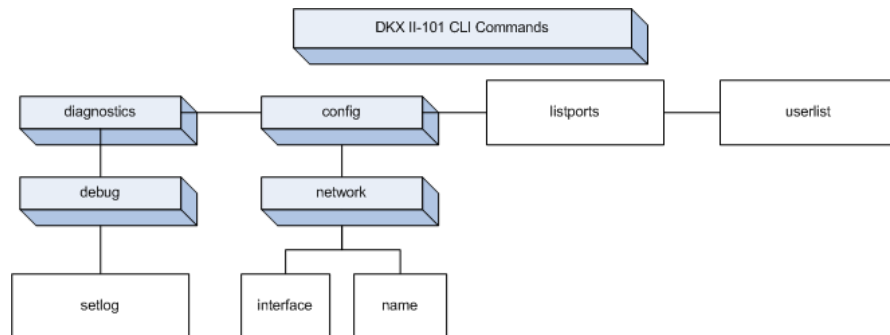 DKX II-101 CLI Commands
diagnostics
config
listports
userlist
debug
network
setlog
interface
name